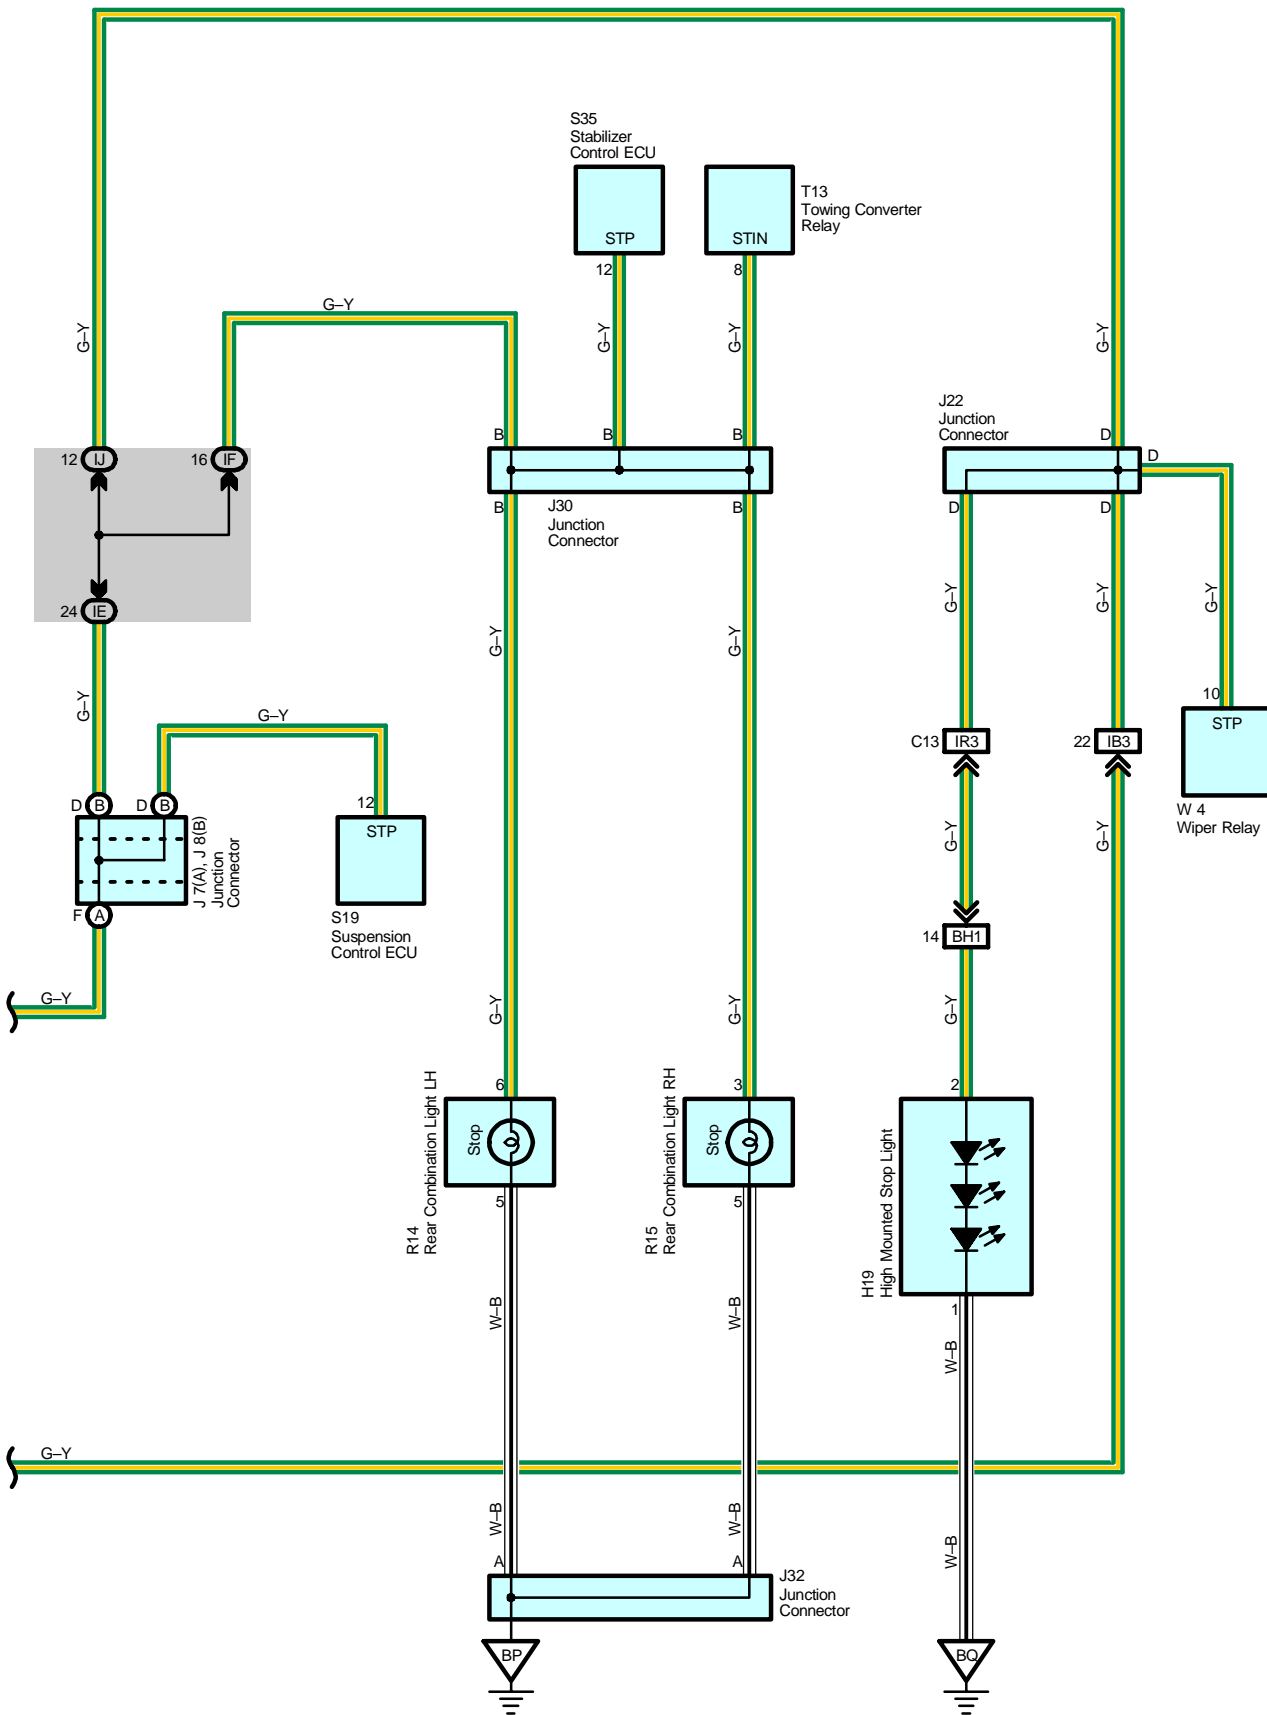 S35
Stabilizer
Control ECU
T13
Towing Converter
Relay
STP
STIN
12
8
G–Y
G–Y
G–Y
G–Y
G–Y
J22
Junction
Connector
12 IJ
16 IF
B
B
B
D
D
J30
Junction
Connector
B
B
D
D
24 IE
G–Y
G–Y
G–Y
G–Y
G–Y
G–Y
G–Y
10
STP
W 4
Wiper Relay
C13 IR3
22 IB3
D B
D B
J 7(A), J 8(B)
Junction
Connector
12
STP
S19
Suspension
Control ECU
G–Y
G–Y
F A
14 BH1
G–Y
G–Y
G–Y
G–Y
6
3
2
Stop
Stop
R14
Rear Combination Light LH
R15
Rear Combination Light RH
H19
High Mounted Stop Light
5
5
1
W–B
W–B
W–B
G–Y
W–B
W–B
W–B
A
A
J32
Junction
Connector
BP
BQ